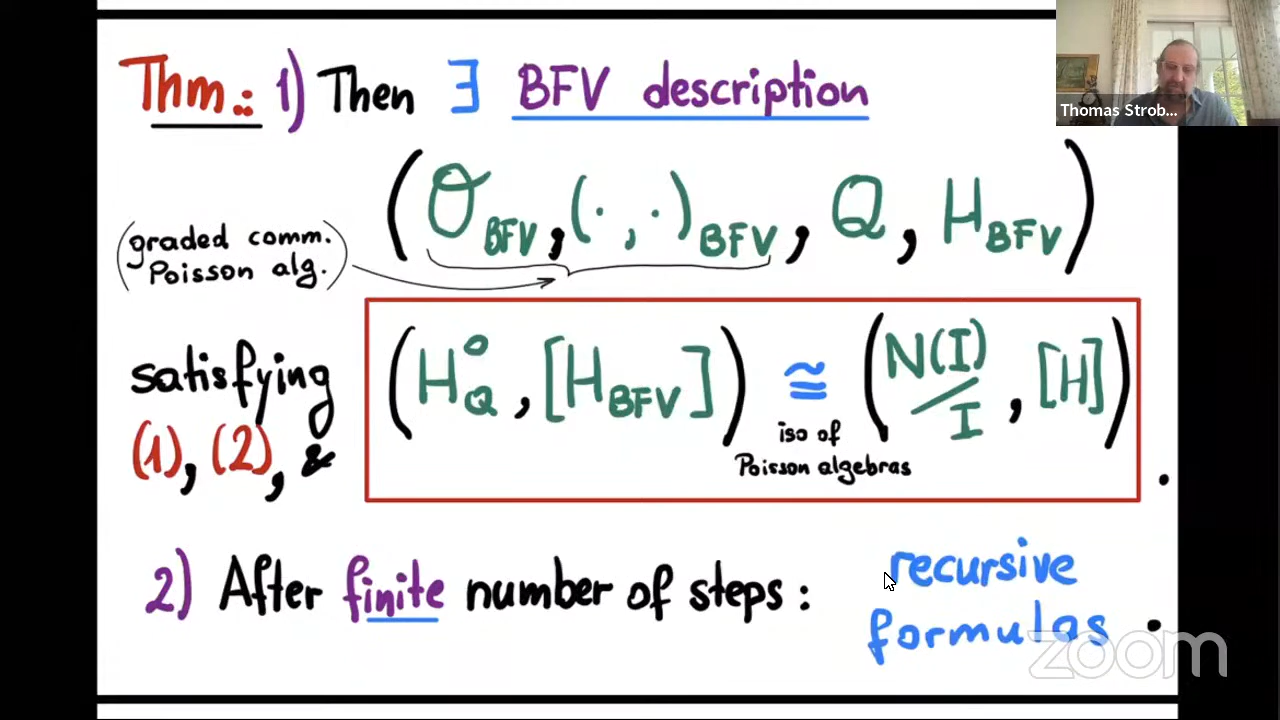 Thm.: 1) Then ∃ BFV description
Thomas Strob...
(𝒪_BFV, (·,·)_BFV, Q, H_BFV)
(graded comm.
Poisson alg.)
satisfying
(1), (2), &
(H⁰_Q, [H_BFV]) ≅ (N(I)/I, [H]) .
iso of
Poisson algebras
2) After finite number of steps :
recursive
formulas .
zoom